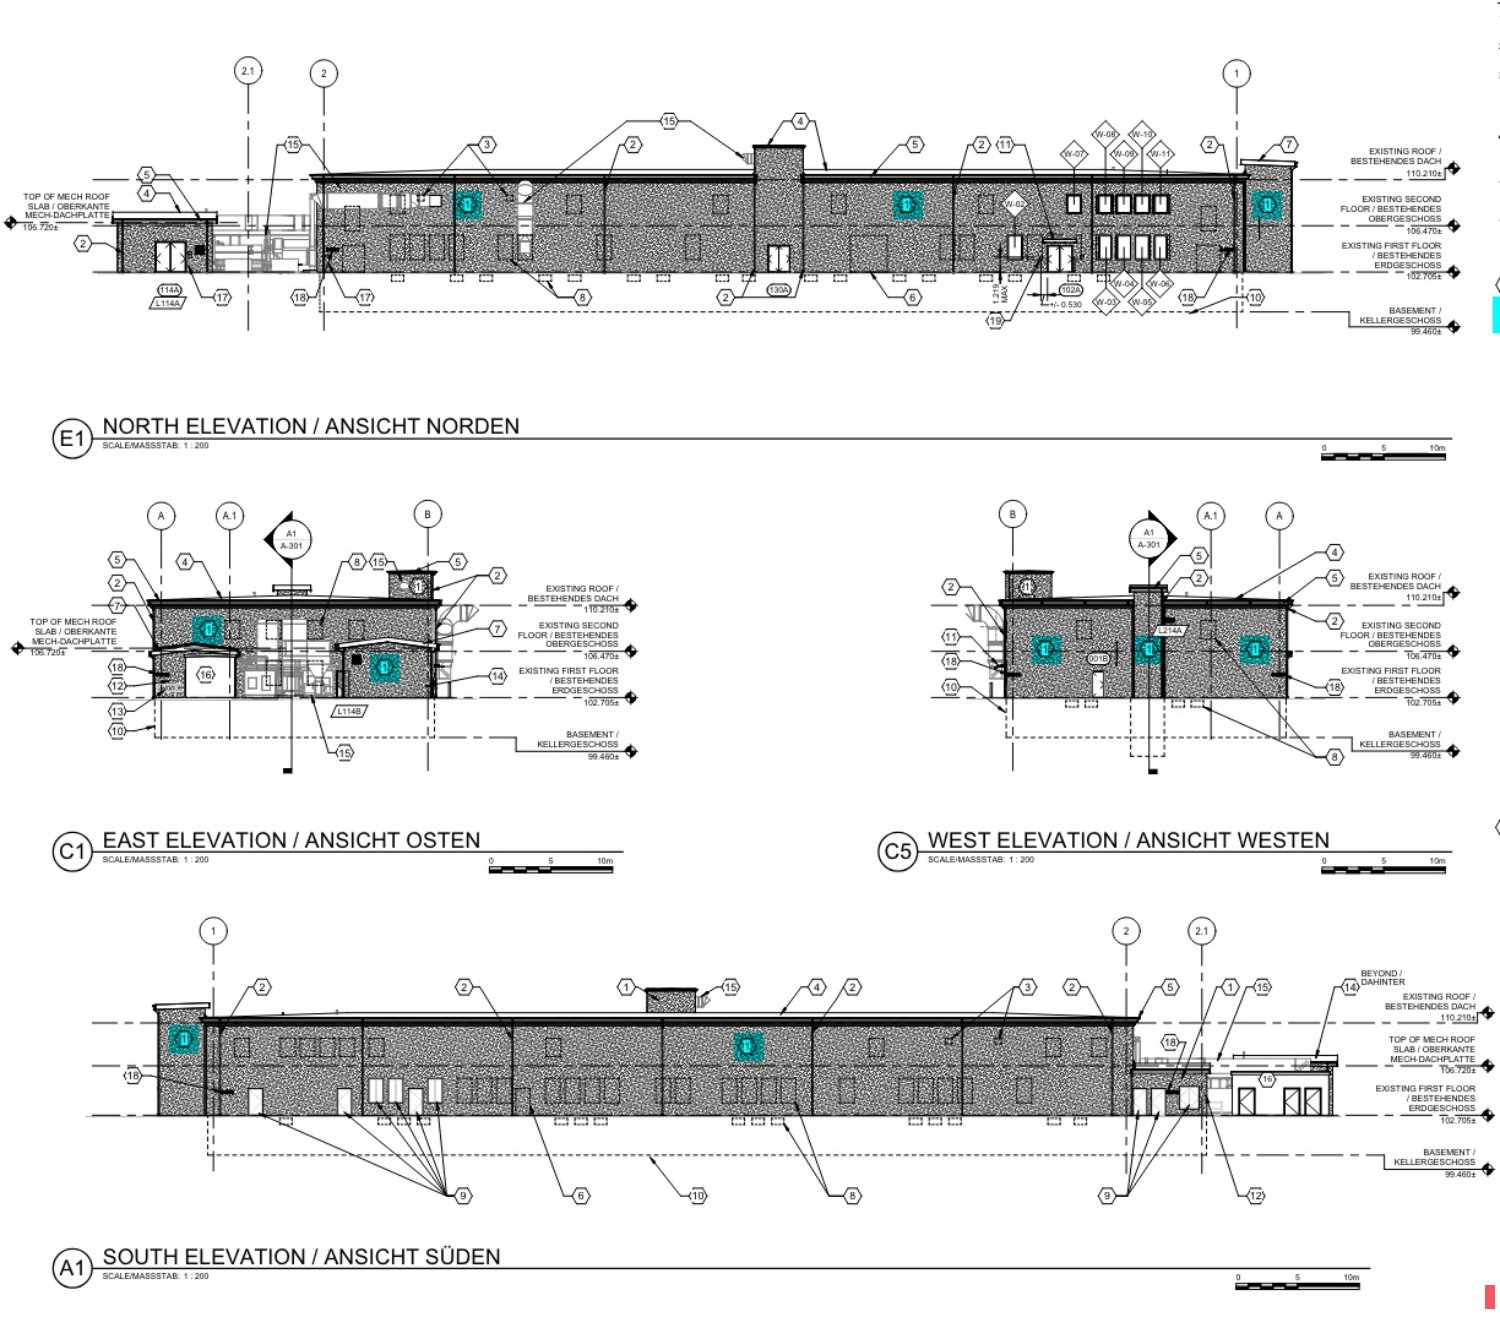 2.1
2
1
15
4
15
3
2
5
2
11
W-07
W-08
W-09
W-10
W-11
2
7
EXISTING ROOF /
BESTEHENDES DACH
110.210±
5
4
TOP OF MECH ROOF
SLAB / OBERKANTE
MECH-DACHPLATTE
106.720±
1
1
W-02
1
EXISTING SECOND
FLOOR / BESTEHENDES
OBERGESCHOSS
106.470±
2
EXISTING FIRST FLOOR
/ BESTEHENDES
ERDGESCHOSS
102.705±
114A
L114A
17
18
17
8
2
130A
6
1.219
MAX
19
102A
+/- 0.530
W-03
W-04
W-05
W-06
18
10
BASEMENT /
KELLERGESCHOSS
99.460±
E1
NORTH ELEVATION / ANSICHT NORDEN
SCALE/MASSSTAB: 1 : 200
0 5 10m
A
A.1
A1
A-301
B
5
4
8
15
5
2
1
2
7
TOP OF MECH ROOF
SLAB / OBERKANTE
MECH-DACHPLATTE
106.720±
1
7
1
16
18
12
13
10
14
L114B
15
EXISTING ROOF /
BESTEHENDES DACH
110.210±
EXISTING SECOND
FLOOR / BESTEHENDES
OBERGESCHOSS
106.470±
EXISTING FIRST FLOOR
/ BESTEHENDES
ERDGESCHOSS
102.705±
BASEMENT /
KELLERGESCHOSS
99.460±
C1
EAST ELEVATION / ANSICHT OSTEN
SCALE/MASSSTAB: 1 : 200
0 5 10m
B
A1
A-301
A.1
A
5
4
2
1
2
5
2
L214A
11
18
10
1
001B
1
1
18
8
EXISTING ROOF /
BESTEHENDES DACH
110.210±
EXISTING SECOND
FLOOR / BESTEHENDES
OBERGESCHOSS
106.470±
EXISTING FIRST FLOOR
/ BESTEHENDES
ERDGESCHOSS
102.705±
BASEMENT /
KELLERGESCHOSS
99.460±
C5
WEST ELEVATION / ANSICHT WESTEN
SCALE/MASSSTAB: 1 : 200
0 5 10m
1
2
2.1
2
2
1
15
4
2
3
2
5
1
15
14
BEYOND /
DAHINTER
EXISTING ROOF /
BESTEHENDES DACH
110.210±
1
1
18
18
16
TOP OF MECH ROOF
SLAB / OBERKANTE
MECH-DACHPLATTE
106.720±
EXISTING FIRST FLOOR
/ BESTEHENDES
ERDGESCHOSS
102.705±
BASEMENT /
KELLERGESCHOSS
99.460±
9
6
10
8
9
12
A1
SOUTH ELEVATION / ANSICHT SÜDEN
SCALE/MASSSTAB: 1 : 200
0 5 10m